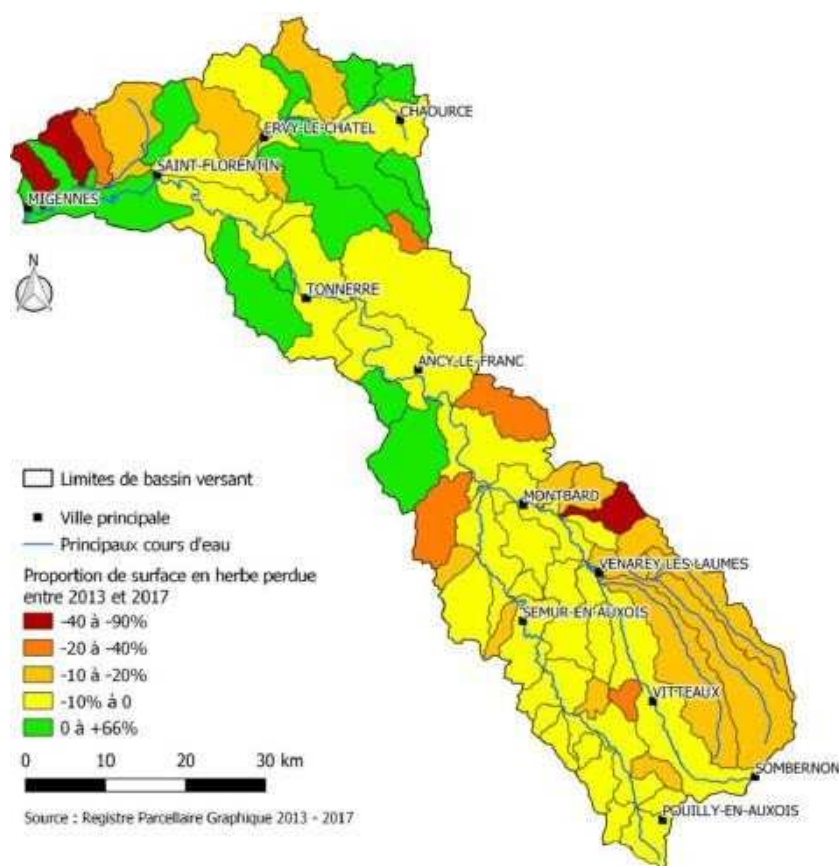 CHAOURCE
ERVY-LE-CHATEL
SAINT-FLORENTIN
MIGENNES
N
TONNERRE
ANCY-LE-FRANC
MONTBARD
VENAREY-LES-LAUMES
SEMUR-EN-AUXOIS
VITTEAUX
SOMBERNON
POUILLY-EN-AUXOIS
Limites de bassin versant
Ville principale
Principaux cours d'eau
Proportion de surface en herbe perdue
entre 2013 et 2017
-40 à -90%
-20 à -40%
-10 à -20%
-10% à 0
0 à +66%
0 10 20 30 km
Source : Registre Parcellaire Graphique 2013 - 2017